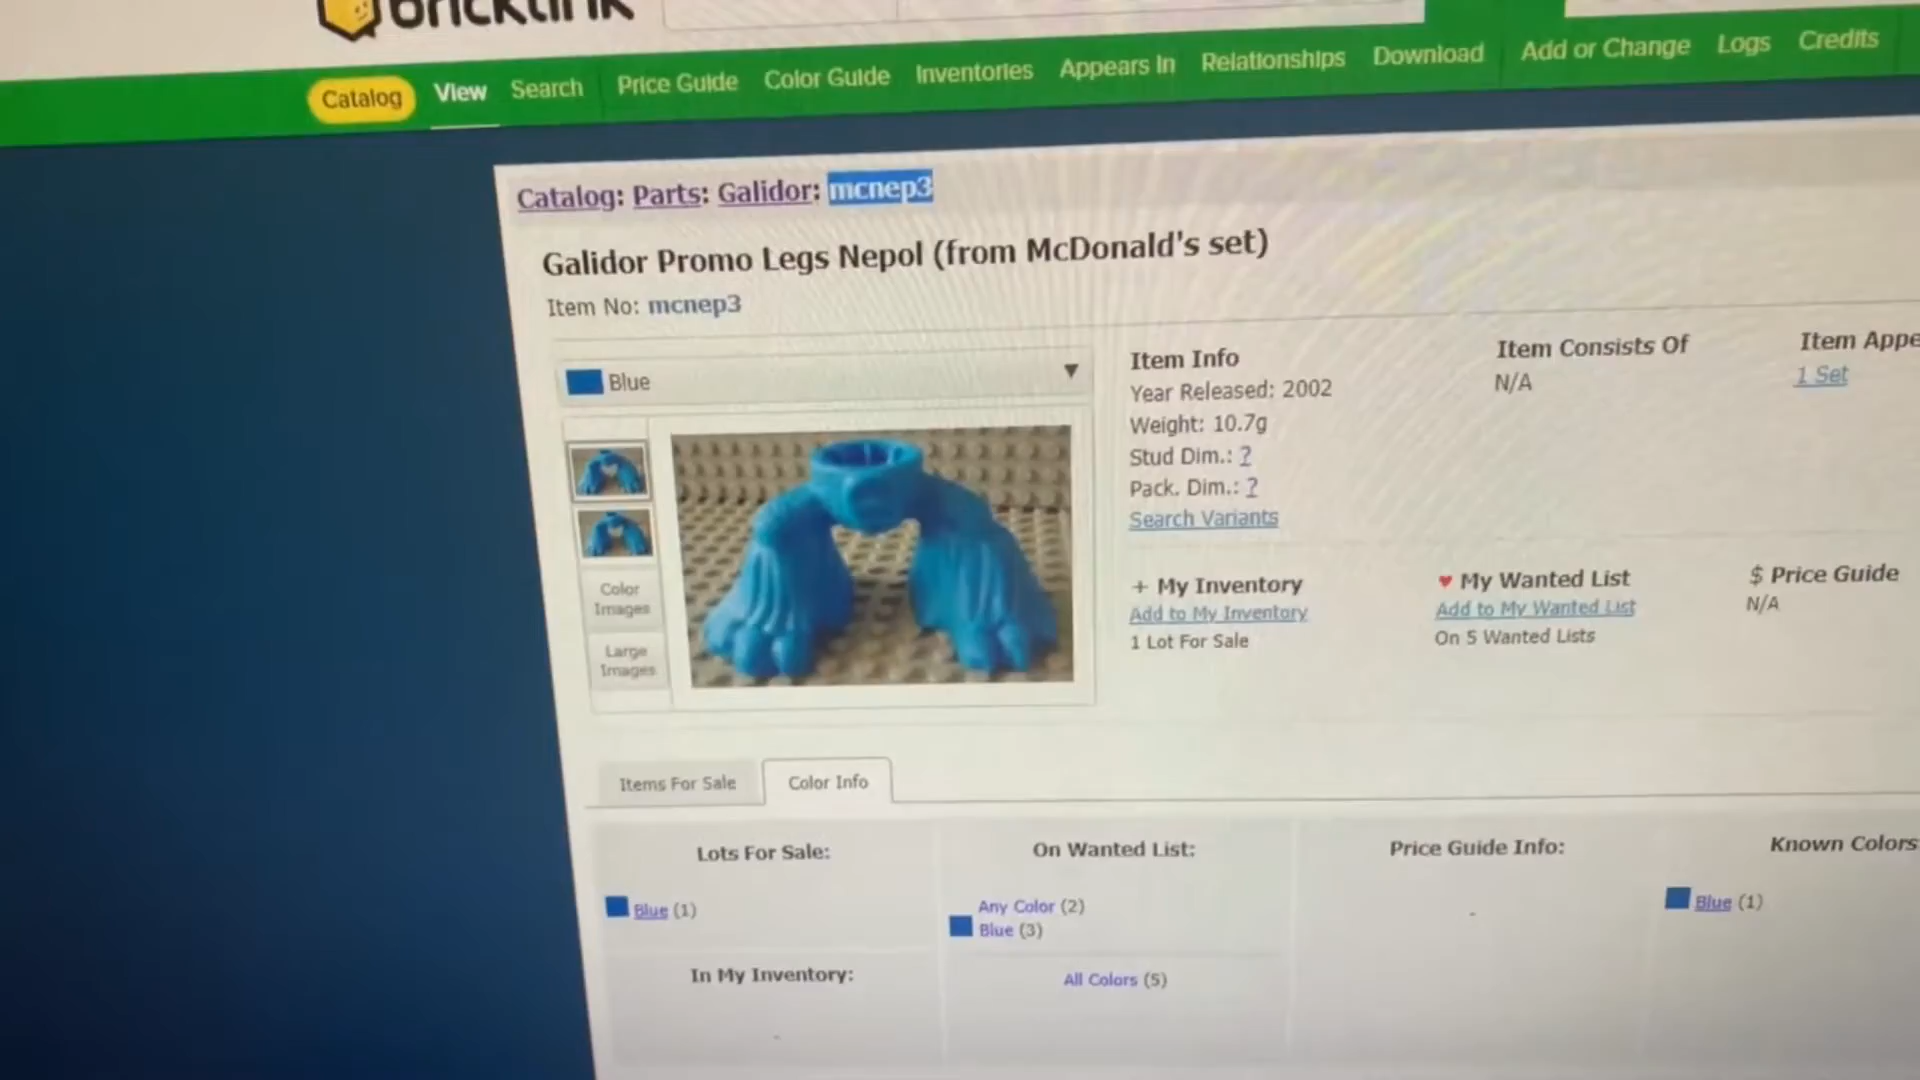 bricklink
Catalog View Search Price Guide Color Guide Inventories Appears In Relationships Download Add or Change Logs Credits
Catalog: Parts: Galidor: mcnep3
Galidor Promo Legs Nepol (from McDonald's set)
Item No: mcnep3
Blue
Color
Images
Large
Images
Item Info
Year Released: 2002
Weight: 10.7g
Stud Dim.: ?
Pack. Dim.: ?
Search Variants
Item Consists Of
N/A
Item Appe
1 Set
+ My Inventory
Add to My Inventory
1 Lot For Sale
♥ My Wanted List
Add to My Wanted List
On 5 Wanted Lists
$ Price Guide
N/A
Items For Sale Color Info
Lots For Sale:
Blue (1)
On Wanted List:
Any Color (2)
Blue (3)
Price Guide Info:
-
Known Colors
Blue (1)
In My Inventory:
-
All Colors (5)